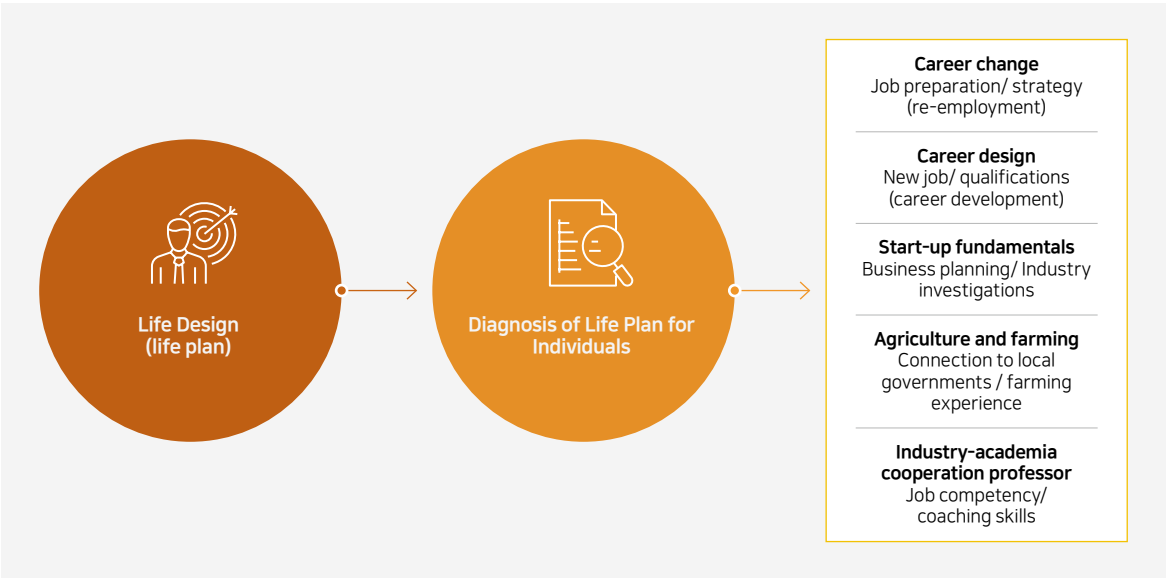 Life Design
(life plan)
Diagnosis of Life Plan for
Individuals
Career change
Job preparation/ strategy
(re-employment)
Career design
New job/ qualifications
(career development)
Start-up fundamentals
Business planning/ Industry
investigations
Agriculture and farming
Connection to local
governments / farming
experience
Industry-academia
cooperation professor
Job competency/
coaching skills